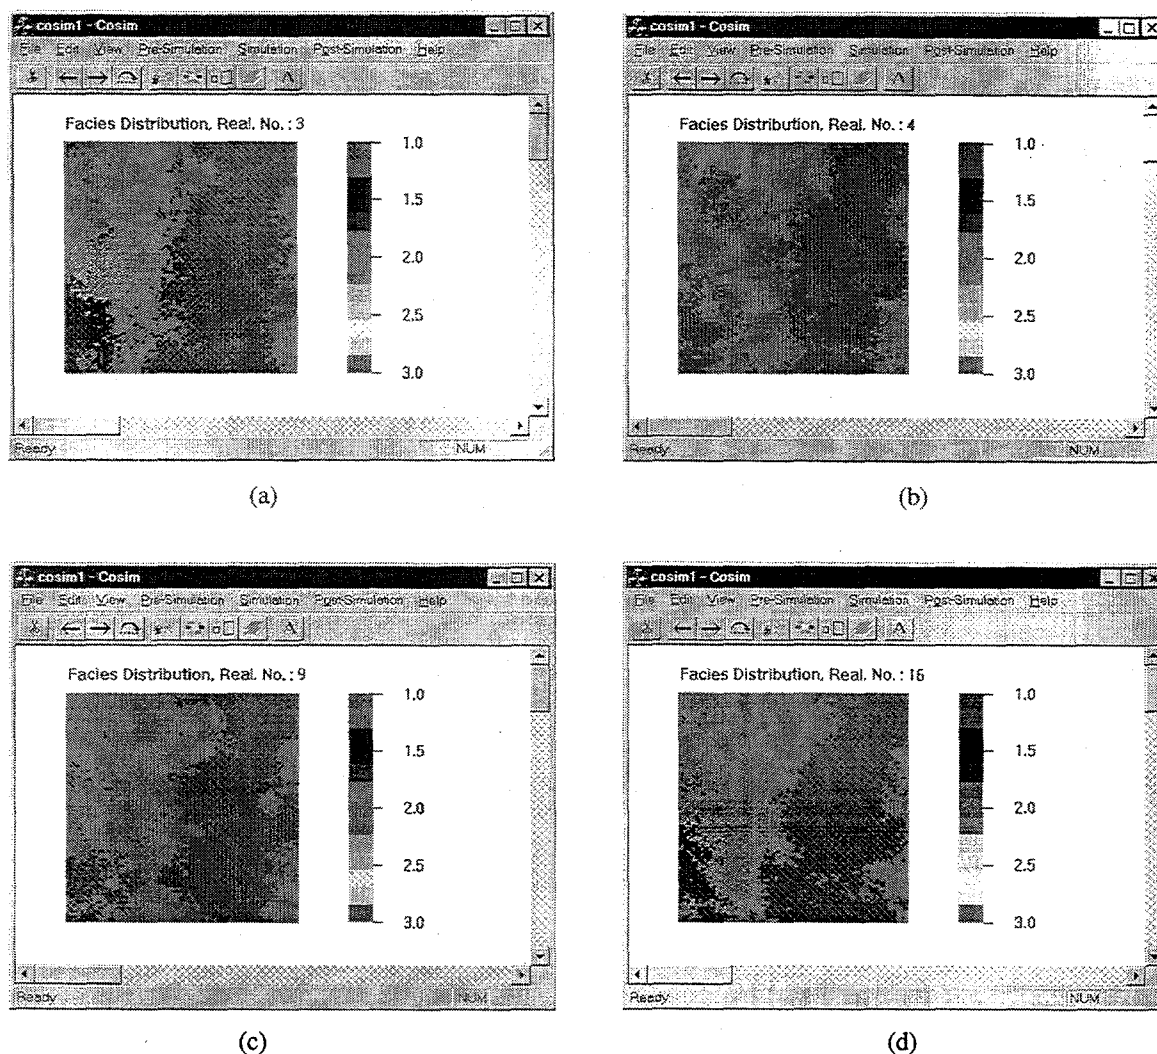 cosim1 - Cosim
File Edit View Pre-Simulation Simulation Post-Simulation Help
A
Facies Distribution, Real. No. : 3
1.0
1.5
2.0
2.5
3.0
Ready
NUM
(a)
cosim1 - Cosim
File Edit View Pre-Simulation Simulation Post-Simulation Help
A
Facies Distribution, Real. No. : 4
1.0
1.5
2.0
2.5
3.0
Ready
NUM
(b)
cosim1 - Cosim
File Edit View Pre-Simulation Simulation Post-Simulation Help
A
Facies Distribution, Real. No. : 9
1.0
1.5
2.0
2.5
3.0
Ready
NUM
(c)
cosim1 - Cosim
File Edit View Pre-Simulation Simulation Post-Simulation Help
A
Facies Distribution, Real. No. : 16
1.0
1.5
2.0
2.5
3.0
Ready
NUM
(d)